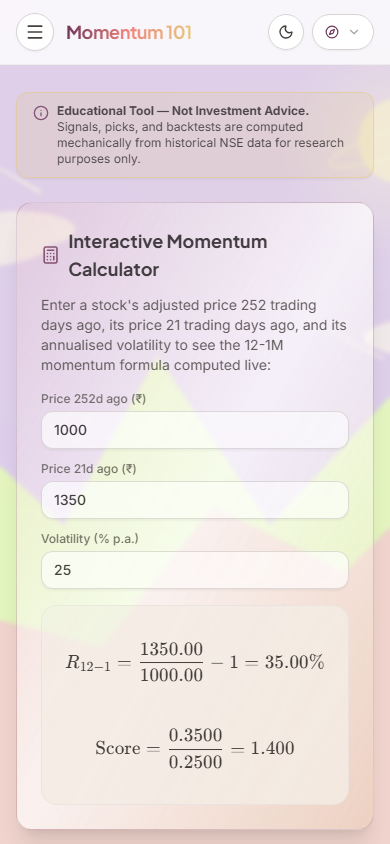 Momentum 101
Educational Tool — Not Investment Advice.
Signals, picks, and backtests are computed
mechanically from historical NSE data for research
purposes only.
Interactive Momentum
Calculator
Enter a stock's adjusted price 252 trading
days ago, its price 21 trading days ago, and its
annualised volatility to see the 12-1M
momentum formula computed live:
Price 252d ago (₹)
1000
Price 21d ago (₹)
1350
Volatility (% p.a.)
25
R₁₂₋₁ = 1350.00 / 1000.00 − 1 = 35.00%
Score = 0.3500 / 0.2500 = 1.400